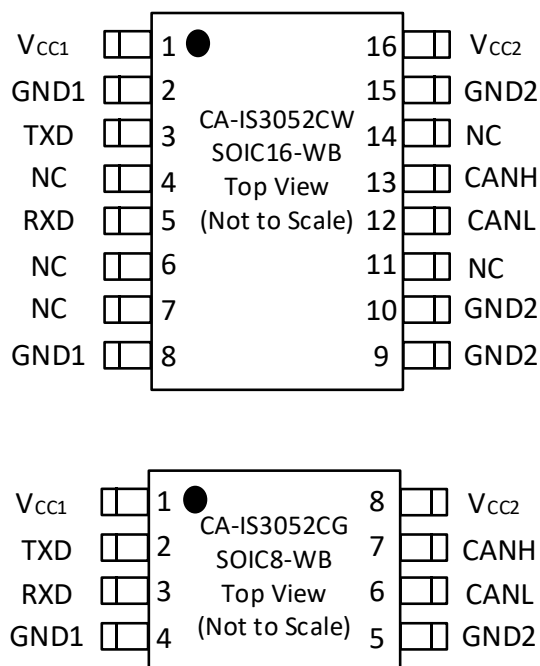 VCC1 1 16 VCC2
GND1 2 15 GND2
TXD 3 CA-IS3052CW 14 NC
SOIC16-WB
NC 4 Top View 13 CANH
RXD 5 (Not to Scale) 12 CANL
NC 6 11 NC
NC 7 10 GND2
GND1 8 9 GND2
VCC1 1 CA-IS3052CG 8 VCC2
TXD 2 SOIC8-WB 7 CANH
RXD 3 Top View 6 CANL
GND1 4 (Not to Scale) 5 GND2